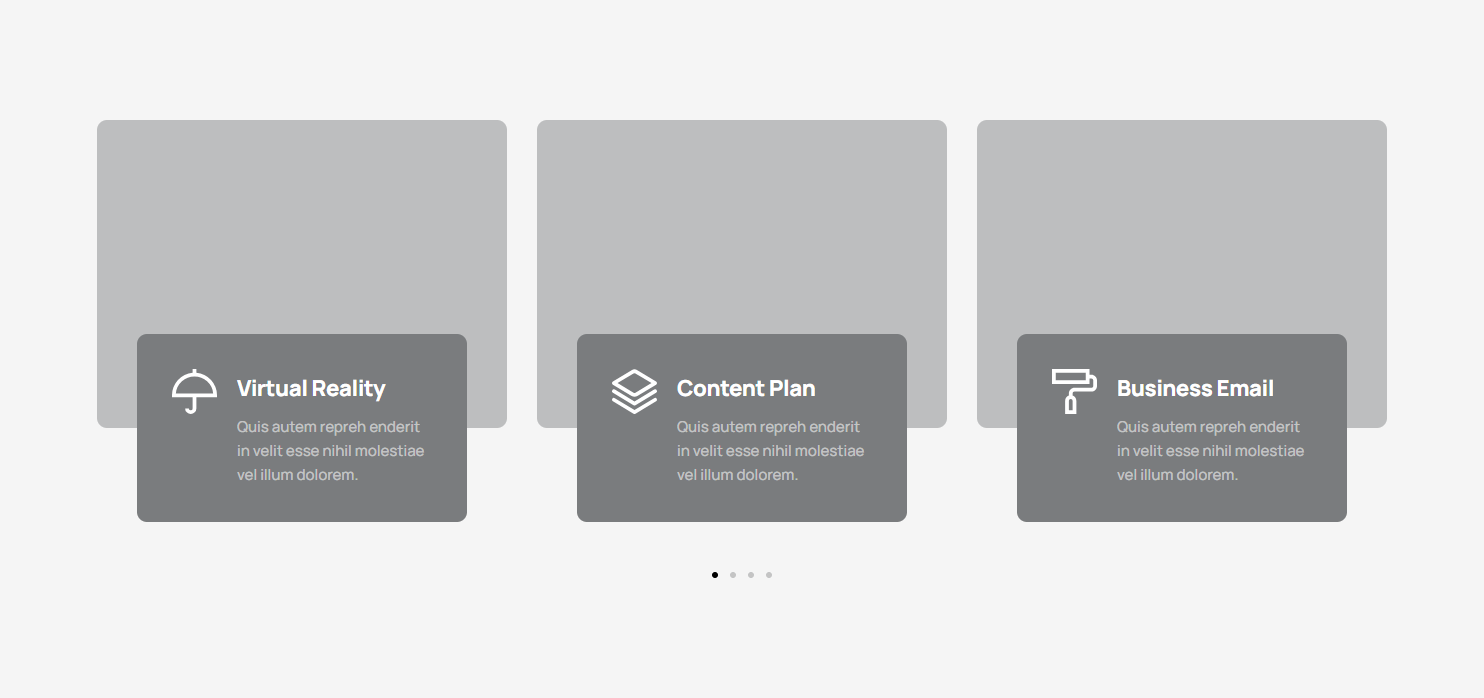 Virtual Reality
Quis autem repreh enderit
in velit esse nihil molestiae
vel illum dolorem.
Content Plan
Quis autem repreh enderit
in velit esse nihil molestiae
vel illum dolorem.
Business Email
Quis autem repreh enderit
in velit esse nihil molestiae
vel illum dolorem.